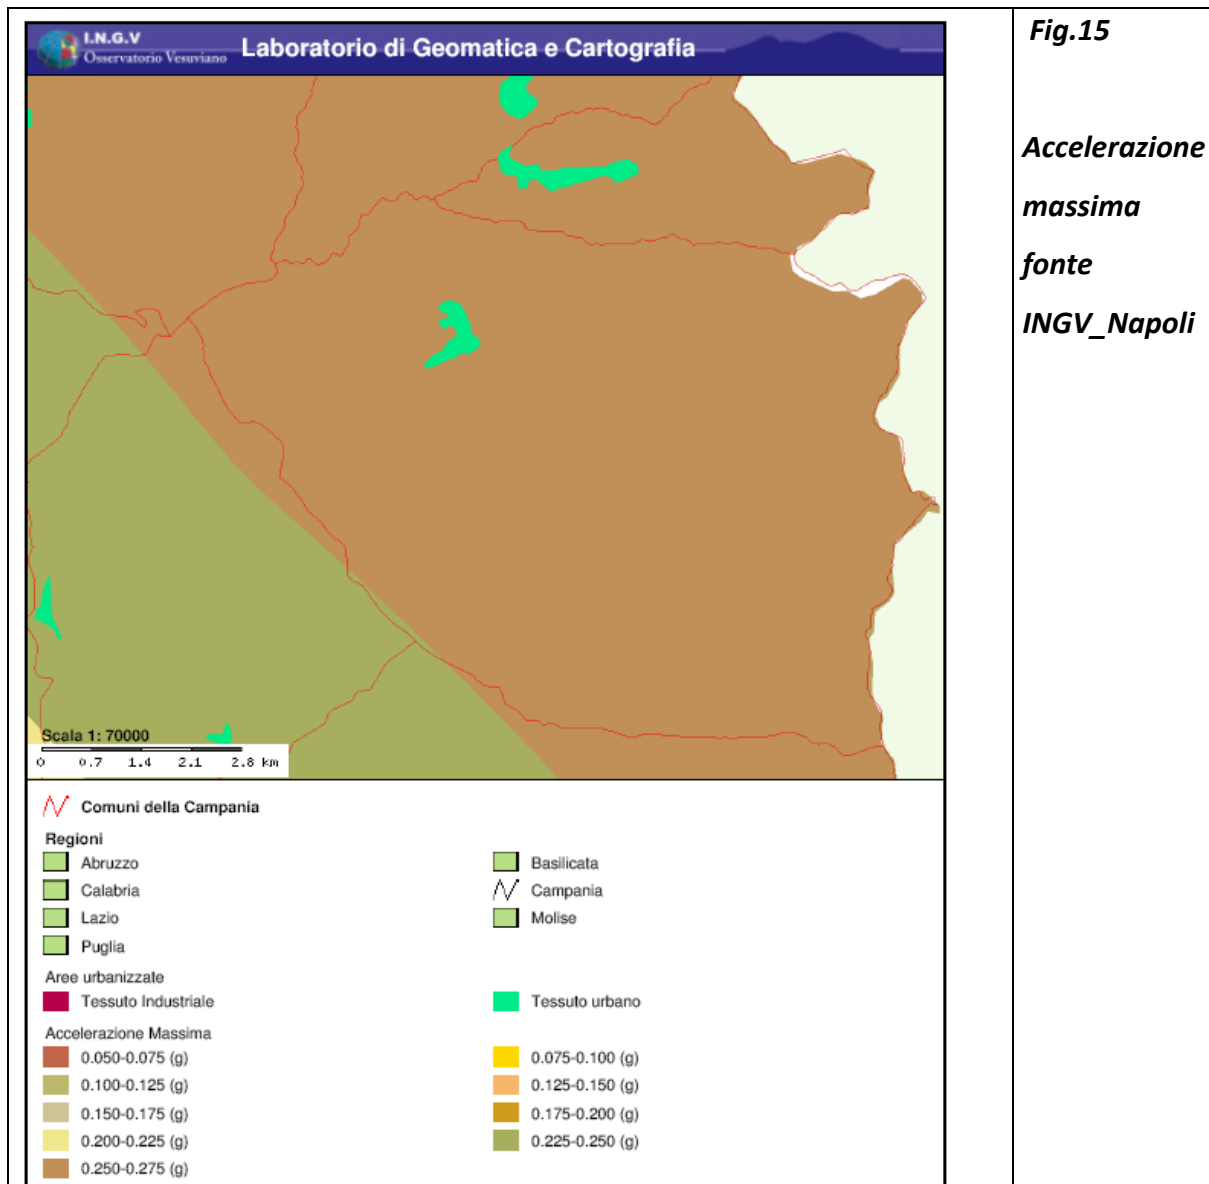 I.N.G.V
Osservatorio Vesuviano
Laboratorio di Geomatica e Cartografia
Scala 1: 70000
0 0.7 1.4 2.1 2.8 km
Comuni della Campania
Regioni
Abruzzo
Basilicata
Calabria
Campania
Lazio
Molise
Puglia
Aree urbanizzate
Tessuto Industriale
Tessuto urbano
Accelerazione Massima
0.050-0.075 (g)
0.075-0.100 (g)
0.100-0.125 (g)
0.125-0.150 (g)
0.150-0.175 (g)
0.175-0.200 (g)
0.200-0.225 (g)
0.225-0.250 (g)
0.250-0.275 (g)
Fig.15
Accelerazione
massima
fonte
INGV_Napoli